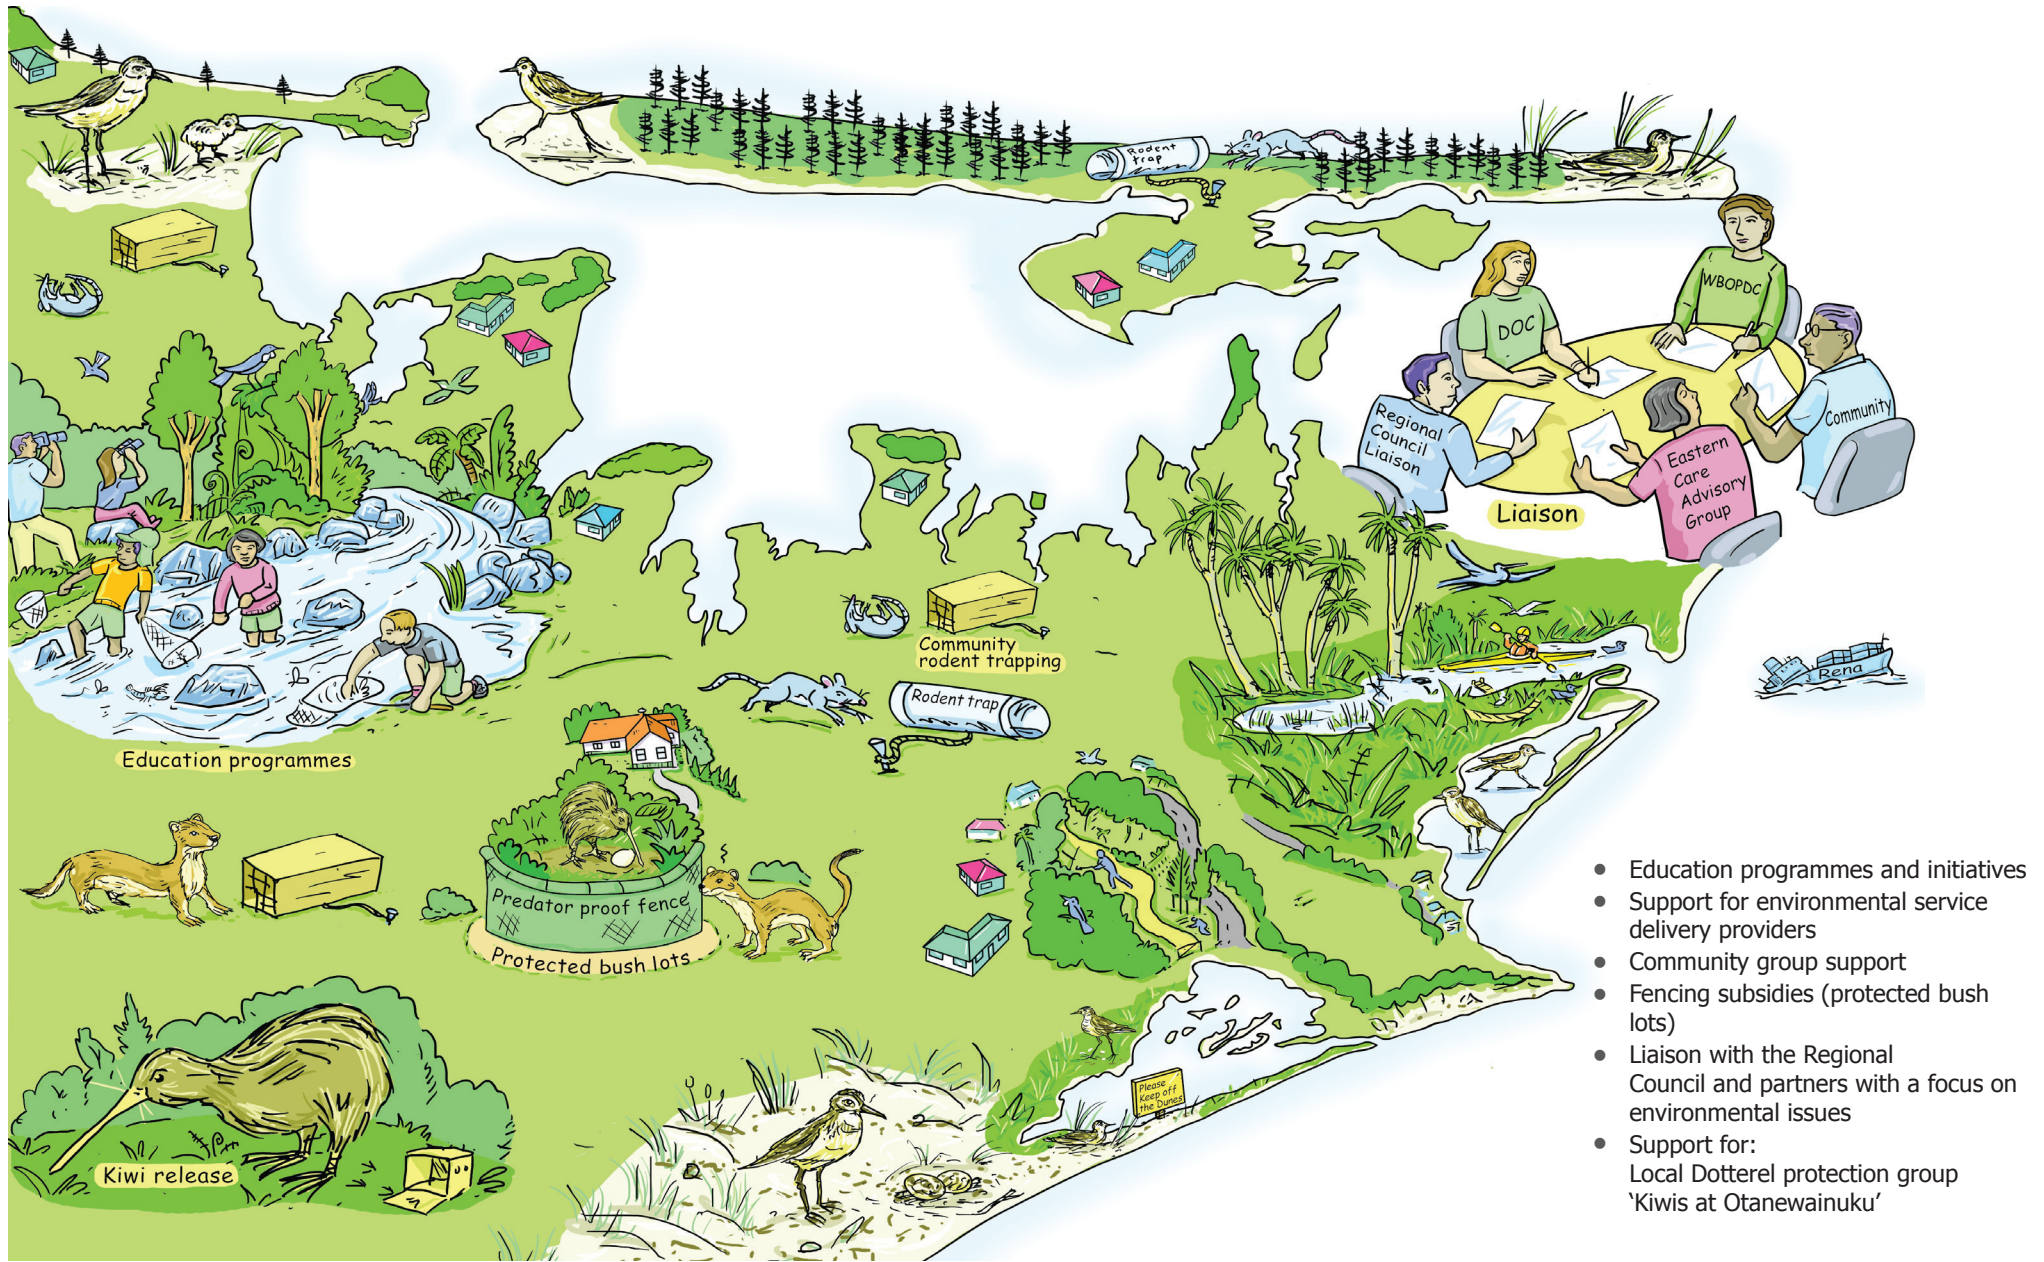 Rodent
trap
WBOPDC
DOC
Community
Regional
Council
Liaison
Eastern
Care
Advisory
Group
Liaison
Rena
Community
rodent trapping
Rodent trap
Education programmes
Predator proof fence
Protected bush lots
Kiwi release
Please
Keep off
the Dunes
• Education programmes and initiatives
• Support for environmental service
delivery providers
• Community group support
• Fencing subsidies (protected bush
lots)
• Liaison with the Regional
Council and partners with a focus on
environmental issues
• Support for:
Local Dotterel protection group
‘Kiwis at Otanewainuku’